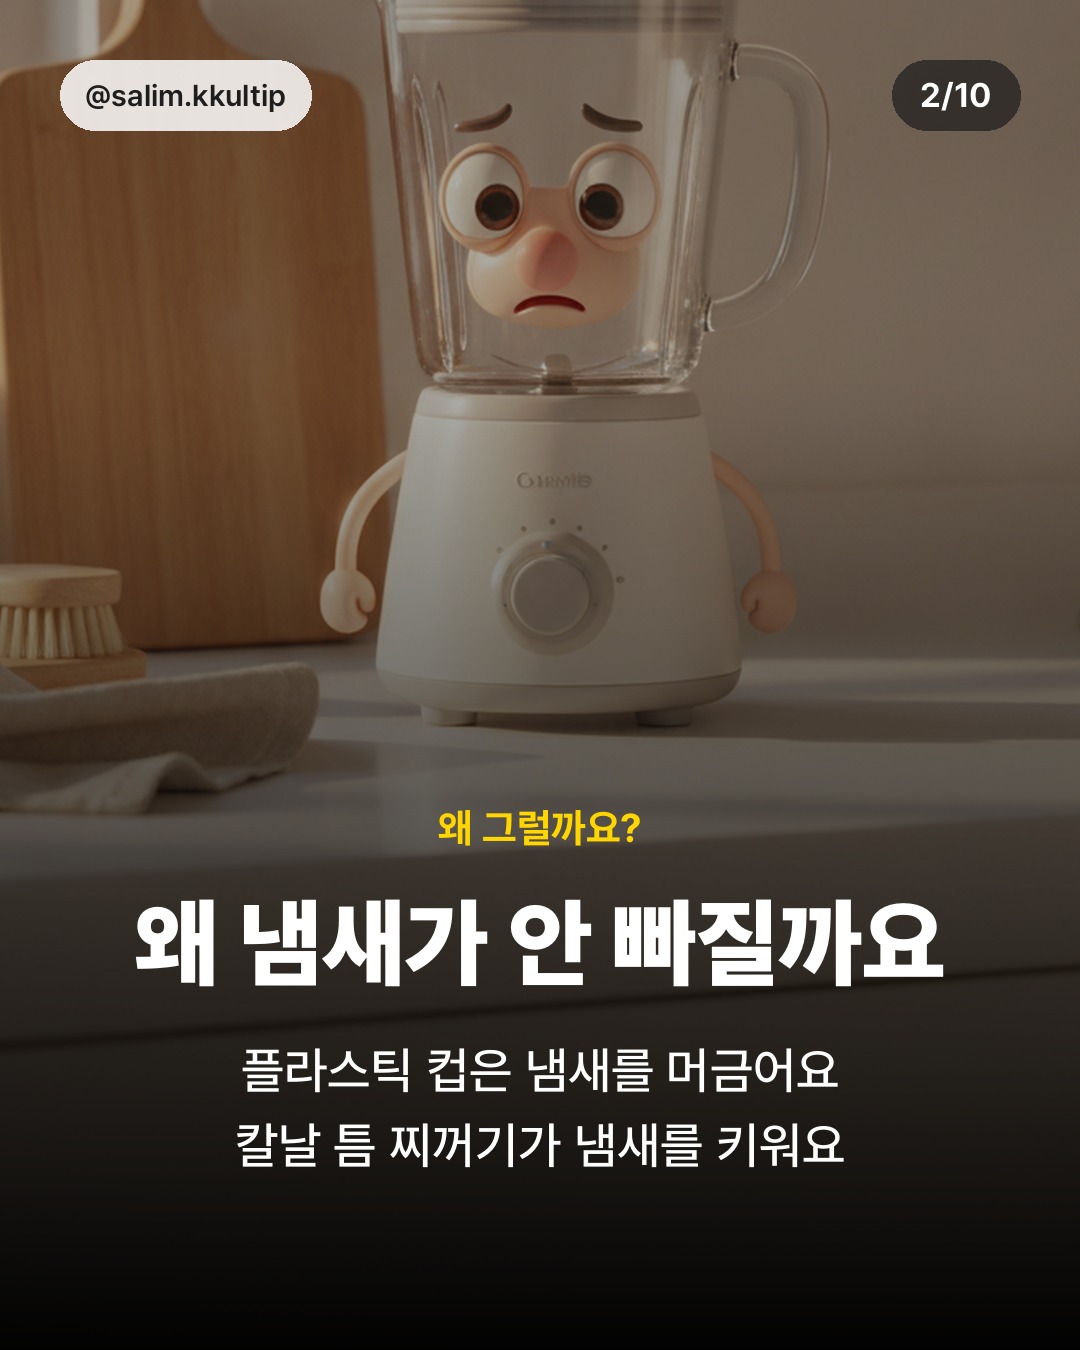 @salim.kkultip
2/10
왜 그럴까요?
왜 냄새가 안 빠질까요
플라스틱 컵은 냄새를 머금어요
칼날 틈 찌꺼기가 냄새를 키워요